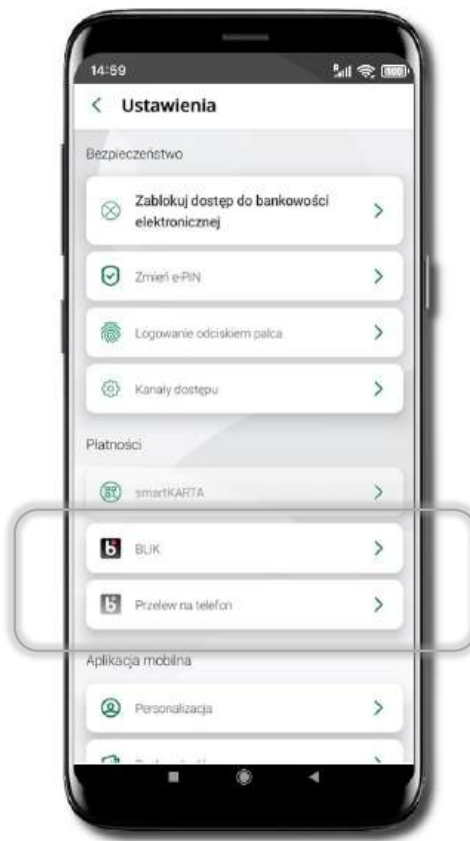 14:59
Ustawienia
Bezpieczeństwo
Zablokuj dostęp do bankowości
elektronicznej
Zmień e-PIN
Logowanie odciskiem palca
Kanały dostępu
Płatności
smartKARTA
BLIK
Przelew na telefon
Aplikacja mobilna
Personalizacja